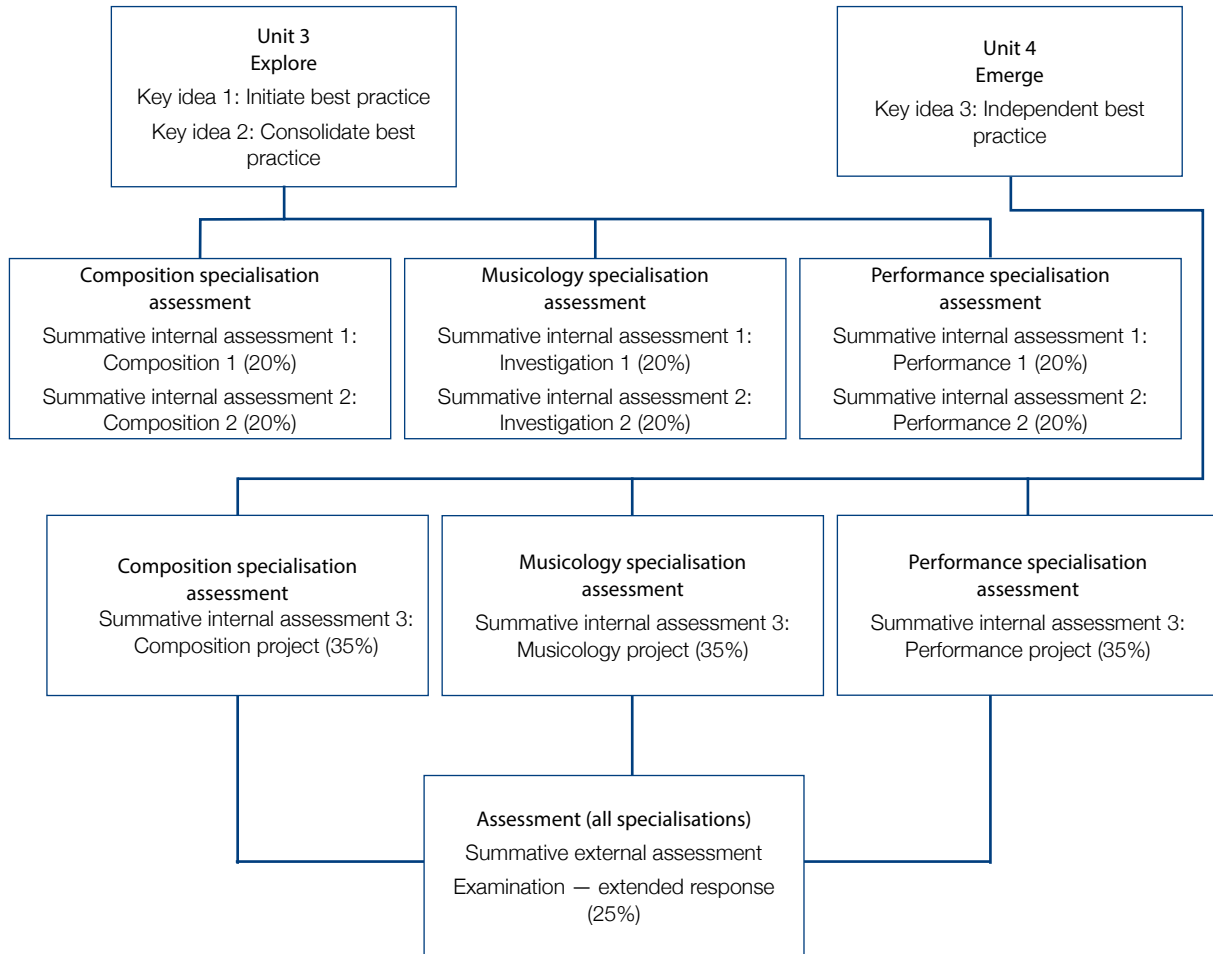 Unit 3
Explore
Key idea 1: Initiate best practice
Key idea 2: Consolidate best
practice
Unit 4
Emerge
Key idea 3: Independent best
practice
Composition specialisation
assessment
Summative internal assessment 1:
Composition 1 (20%)
Summative internal assessment 2:
Composition 2 (20%)
Musicology specialisation
assessment
Summative internal assessment 1:
Investigation 1 (20%)
Summative internal assessment 2:
Investigation 2 (20%)
Performance specialisation
assessment
Summative internal assessment 1:
Performance 1 (20%)
Summative internal assessment 2:
Performance 2 (20%)
Composition specialisation
assessment
Summative internal assessment 3:
Composition project (35%)
Musicology specialisation
assessment
Summative internal assessment 3:
Musicology project (35%)
Performance specialisation
assessment
Summative internal assessment 3:
Performance project (35%)
Assessment (all specialisations)
Summative external assessment
Examination — extended response
(25%)